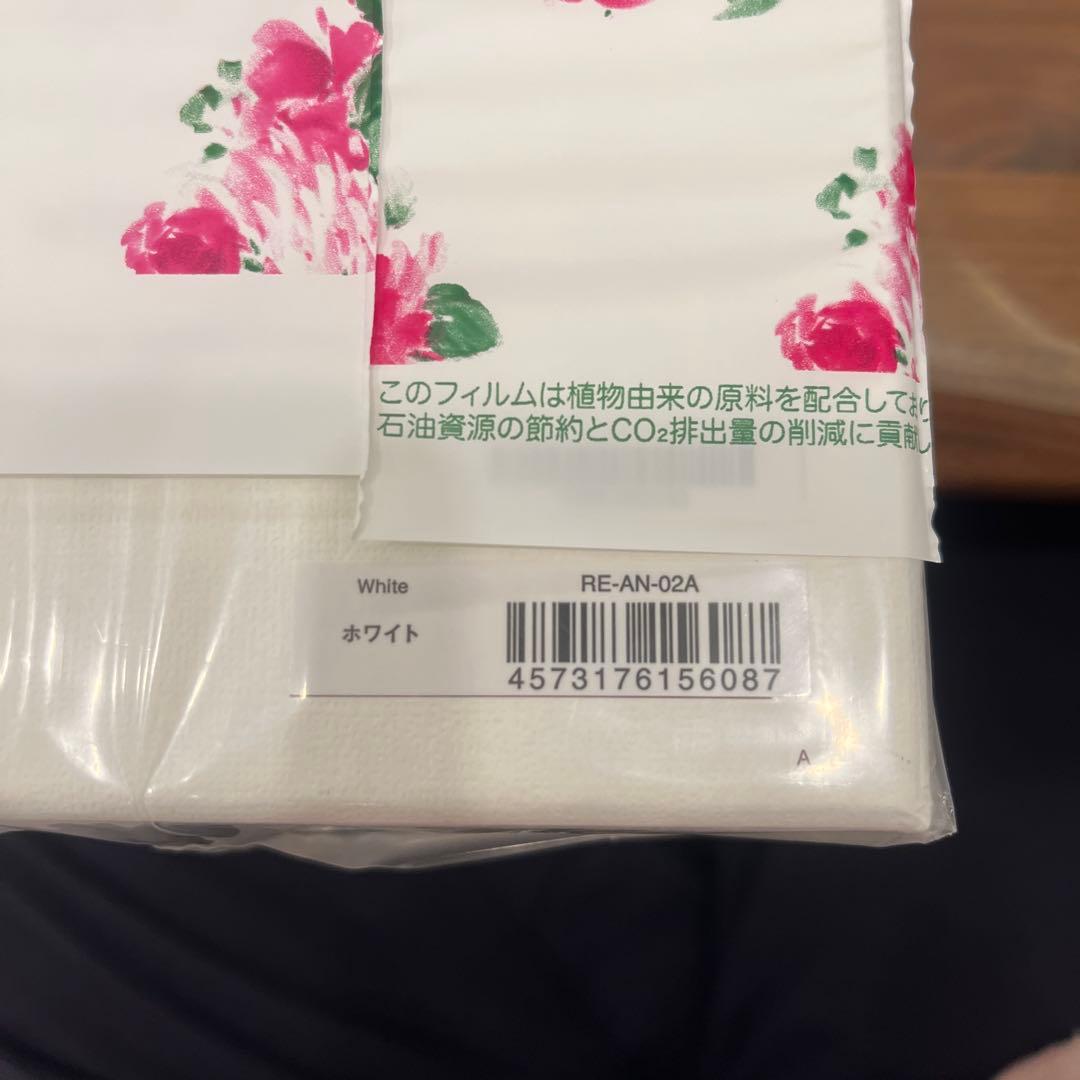 このフィルムは植物由来の原料を配合してお
石油資源の節約とCO₂排出量の削減に貢献し
White
RE-AN-02A
ホワイト
4573176156087
A